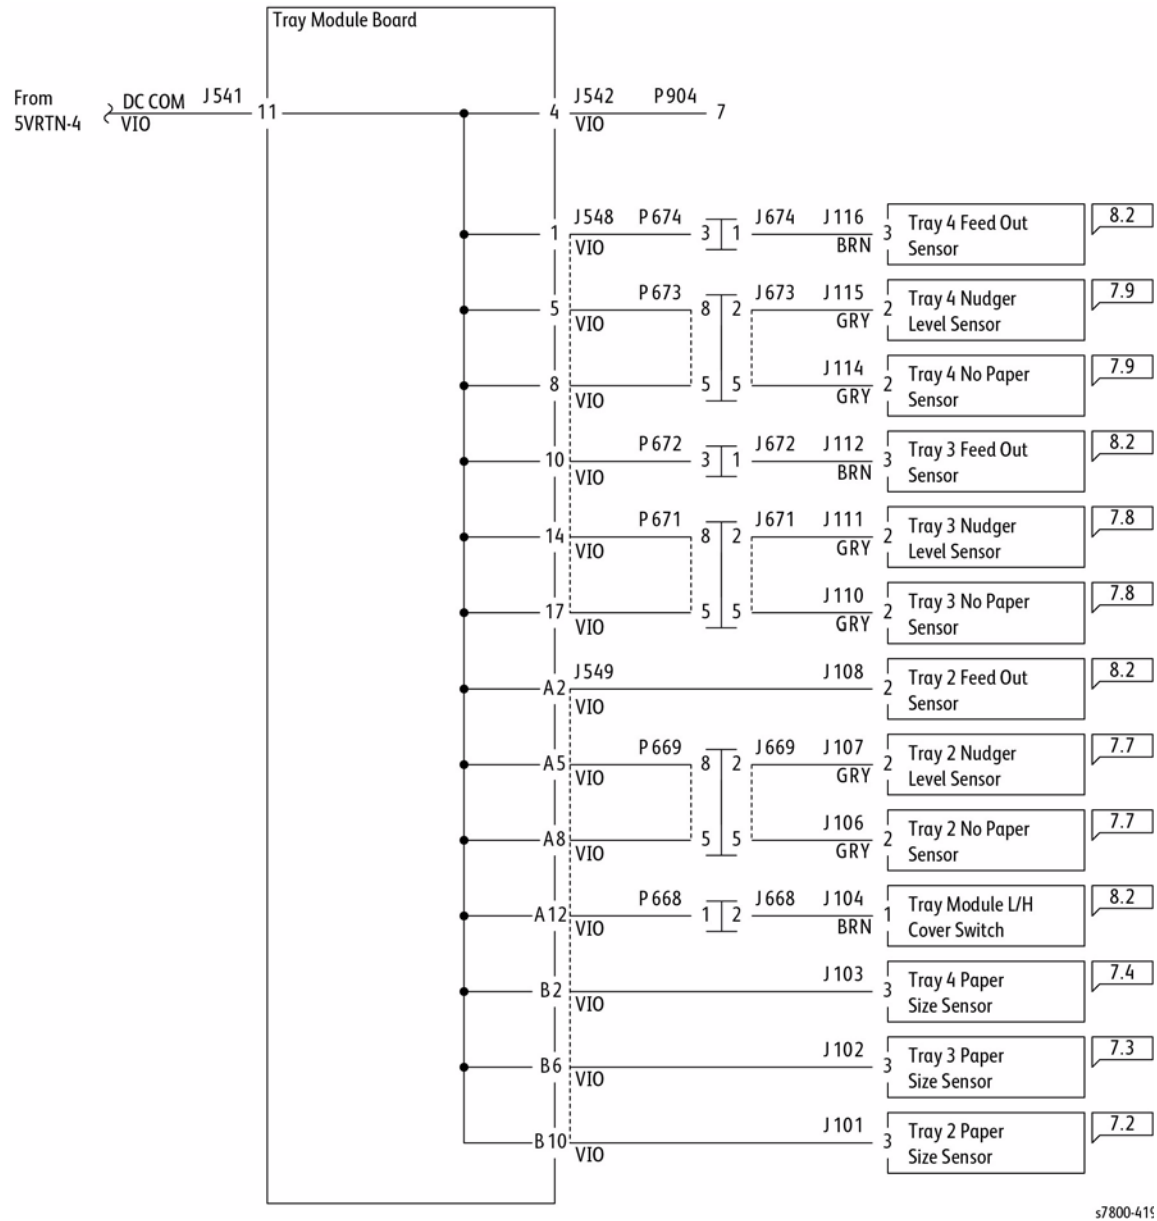 Tray Module Board
From
5VRTN-4
DC COM J541
VIO
11
4
J542 P904
VIO
7
1
J548 P674 3 1 J674 J116 3
VIO BRN
Tray 4 Feed Out
Sensor
8.2
5
P673 8 2 J673 J115 2
VIO GRY
Tray 4 Nudger
Level Sensor
7.9
8
VIO 5 5 J114 2
GRY
Tray 4 No Paper
Sensor
7.9
10
P672 3 1 J672 J112 3
VIO BRN
Tray 3 Feed Out
Sensor
8.2
14
P671 8 2 J671 J111 2
VIO GRY
Tray 3 Nudger
Level Sensor
7.8
17
VIO 5 5 J110 2
GRY
Tray 3 No Paper
Sensor
7.8
A2
J549 J108 2
VIO
Tray 2 Feed Out
Sensor
8.2
A5
P669 8 2 J669 J107 2
VIO GRY
Tray 2 Nudger
Level Sensor
7.7
A8
VIO 5 5 J106 2
GRY
Tray 2 No Paper
Sensor
7.7
A12
P668 1 2 J668 J104 1
VIO BRN
Tray Module L/H
Cover Switch
8.2
B2
J103 3
VIO
Tray 4 Paper
Size Sensor
7.4
B6
J102 3
VIO
Tray 3 Paper
Size Sensor
7.3
B10
J101 3
VIO
Tray 2 Paper
Size Sensor
7.2
s7800-419